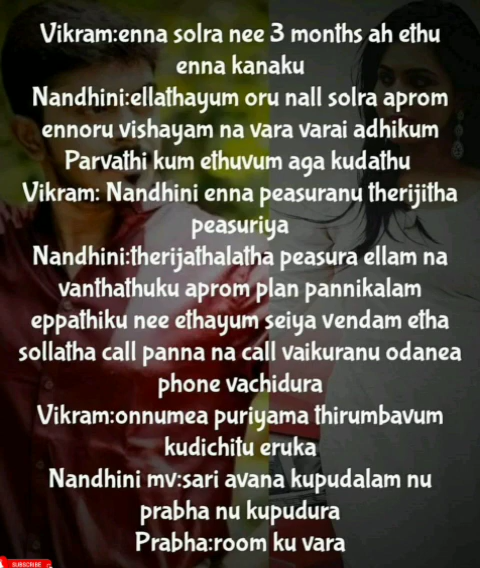 Vikram:enna solra nee 3 months ah ethu
enna kanaku
Nandhini:ellathayum oru nall solra aprom
ennoru vishayam na vara varai adhikum
Parvathi kum ethuvum aga kudathu
Vikram: Nandhini enna peasuranu therijitha
peasuriya
Nandhini:therijathalatha peasura ellam na
vanthathuku aprom plan pannikalam
eppathiku nee ethayum seiya vendam etha
sollatha call panna na call vaikuranu odanea
phone vachidura
Vikram:onnumea puriyama thirumbavum
kudichitu eruka
Nandhini mv:sari avana kupudalam nu
prabha nu kupudura
Prabha:room ku vara
SUBSCRIBE